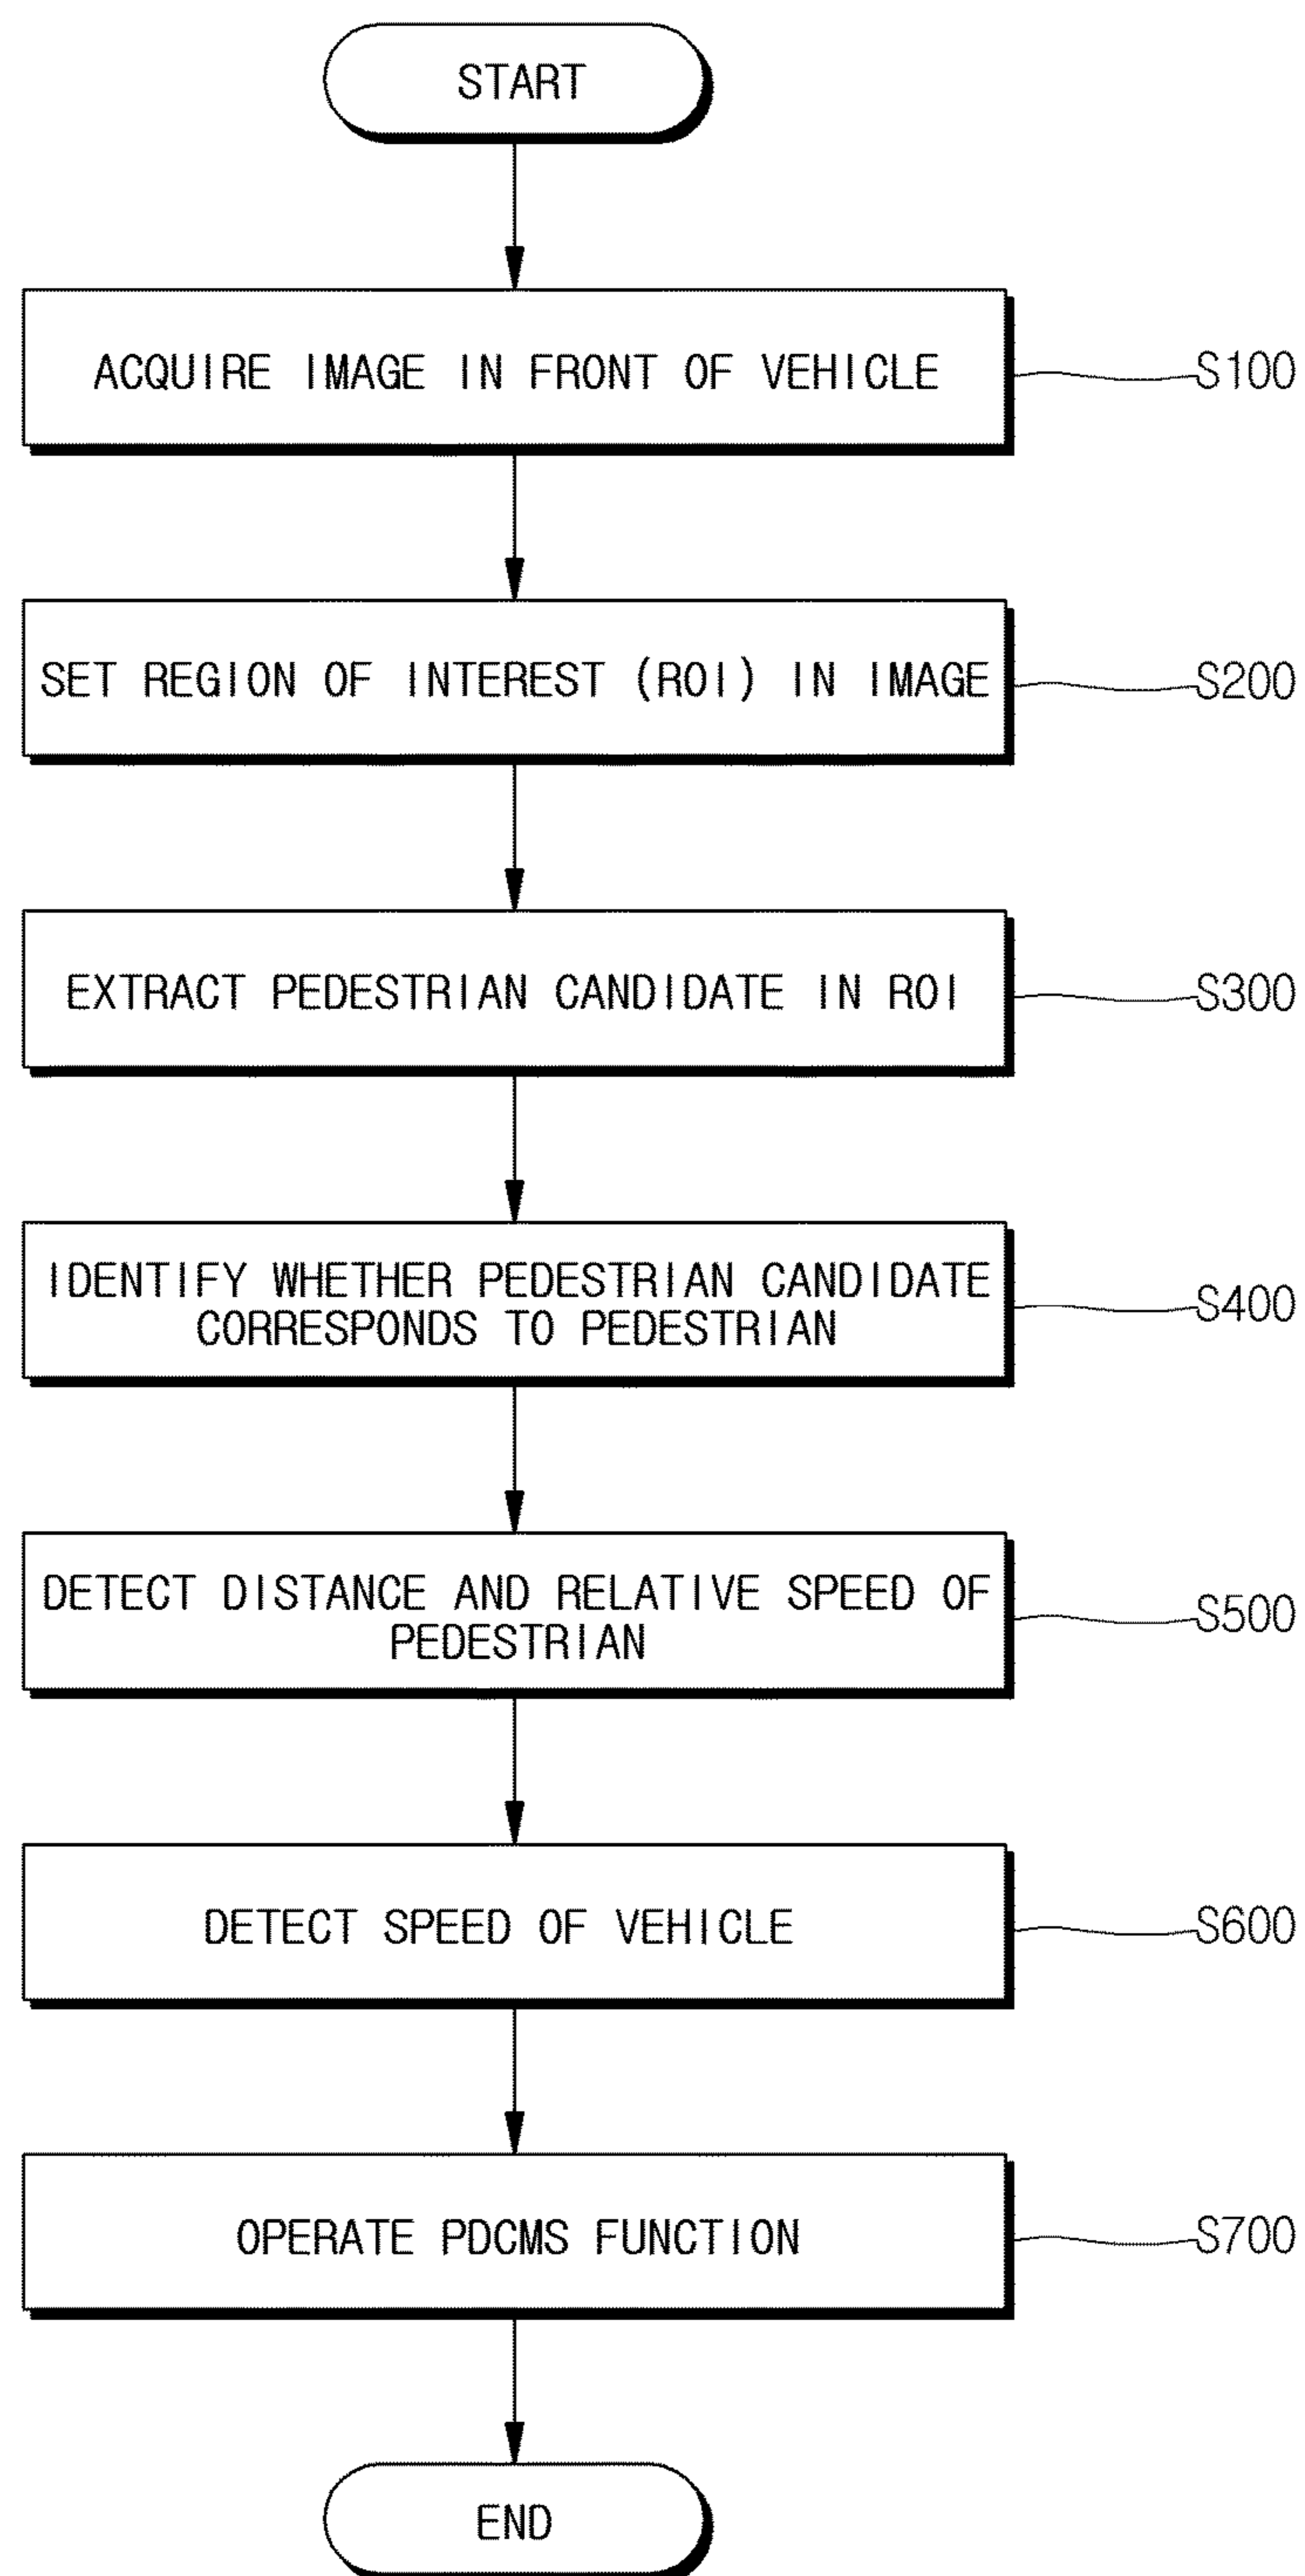 START
ACQUIRE IMAGE IN FRONT OF VEHICLE
S100
SET REGION OF INTEREST (ROI) IN IMAGE
S200
EXTRACT PEDESTRIAN CANDIDATE IN ROI
S300
IDENTIFY WHETHER PEDESTRIAN CANDIDATE
CORRESPONDS TO PEDESTRIAN
S400
DETECT DISTANCE AND RELATIVE SPEED OF
PEDESTRIAN
S500
DETECT SPEED OF VEHICLE
S600
OPERATE PDCMS FUNCTION
S700
END